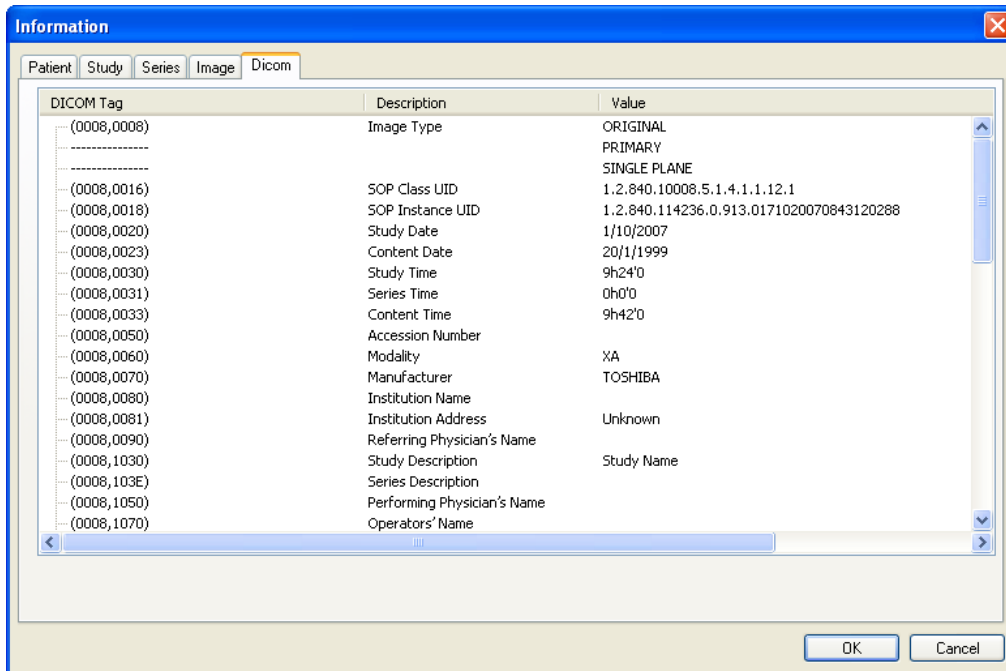 Information
Patient Study Series Image Dicom
DICOM Tag Description Value
(0008,0008) Image Type ORIGINAL
--------------- PRIMARY
--------------- SINGLE PLANE
(0008,0016) SOP Class UID 1.2.840.10008.5.1.4.1.1.12.1
(0008,0018) SOP Instance UID 1.2.840.114236.0.913.0171020070843120288
(0008,0020) Study Date 1/10/2007
(0008,0023) Content Date 20/1/1999
(0008,0030) Study Time 9h24'0
(0008,0031) Series Time 0h0'0
(0008,0033) Content Time 9h42'0
(0008,0050) Accession Number
(0008,0060) Modality XA
(0008,0070) Manufacturer TOSHIBA
(0008,0080) Institution Name
(0008,0081) Institution Address Unknown
(0008,0090) Referring Physician's Name
(0008,1030) Study Description Study Name
(0008,103E) Series Description
(0008,1050) Performing Physician's Name
(0008,1070) Operators' Name
OK Cancel